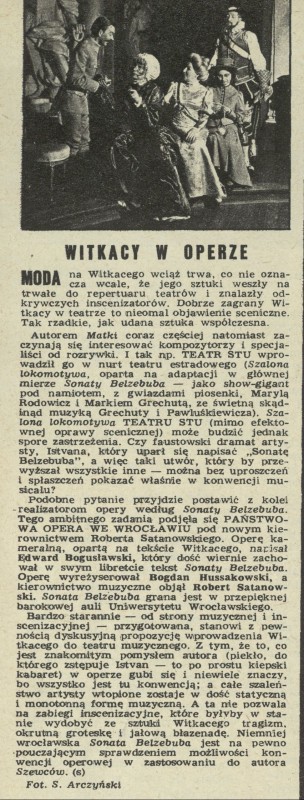 WITKACY W OPERZE
MODA na Witkacego wciąż trwa, co nie ozna-
cza wcale, że jego sztuki weszły na
trwałe do repertuaru teatrów i znalazły od-
krywczych inscenizatorów. Dobrze zagrany Wi-
tkacy w teatrze to nieomal objawienie sceniczne.
Tak rzadkie, jak udana sztuka współczesna.
Autorem Matki coraz częściej natomiast za-
czynają się interesować kompozytorzy i specja-
liści od rozrywki. I tak np. TEATR STU wpro-
wadził go w nurt teatru estradowego (Szalona
lokomotywa, oparta na adaptacji w głównej
mierze Sonaty Belzebuba — jako show-gigant
pod namiotem, z gwiazdami piosenki, Marylą
Rodowicz i Markiem Grechutą, ze świetną skąd-
inąd muzyką Grechuty i Pawluśkiewicza). Sza-
lona lokomotywa TEATRU STU (mimo efekto-
wnej oprawy scenicznej) może budzić jednak
spore zastrzeżenia. Czy faustowski dramat arty-
sty, Istvana, który uparł się napisać „Sonatę
Belzebuba", a więc taki utwór, który by prze-
wyższał wszystkie inne — można bez uproszczeń
i spłaszczeń pokazać właśnie w konwencji mu-
sicalu?
Podobne pytanie przyjdzie postawić z kolei
realizatorom opery według Sonaty Belzebuba.
Tego ambitnego zadania podjęła się PAŃSTWO-
WA OPERA WE WROCŁAWIU pod nowym kie-
rownictwem Roberta Satanowskiego. Operę ka-
meralną, opartą na tekście Witkacego, napisał
Edward Bogusławski, który dość wiernie zacho-
wał w swym libretcie tekst Sonaty Belzebuba.
Operę wyreżyserował Bogdan Hussakowski, a
kierownictwo muzyczne objął Robert Satanow-
ski. Sonata Belzebuba grana jest w przepięknej
barokowej auli Uniwersytetu Wrocławskiego.
Bardzo starannie — od strony muzycznej i in-
scenizacyjnej — przygotowana, stanowi z pew-
nością dyskusyjną propozycję wprowadzenia Wi-
tkacego do teatru muzycznego. Z tym, że to, co
jest znakomitym pomysłem autora (piekło, do
którego zstępuje Istvan — to po prostu kiepski
kabaret) w operze gubi się i niewiele znaczy,
bo wszystko jest tu konwencją; a całe szaleń-
stwo artysty wtopione zostaje w dość statyczną
i monotonną formę muzyczną. A ta nie pozwala
na zabiegi inscenizacyjne, które byłyby w sta-
nie wydobyć ze sztuki Witkacego tragizm,
okrutną groteskę i jałową błazenadę. Niemniej
wrocławska Sonata Belzebuba jest na pewno
pouczającym sprawdzeniem możliwości kon-
wencji operowej w zastosowaniu do autora
Szewców. (s)
Fot. S. Arczyński